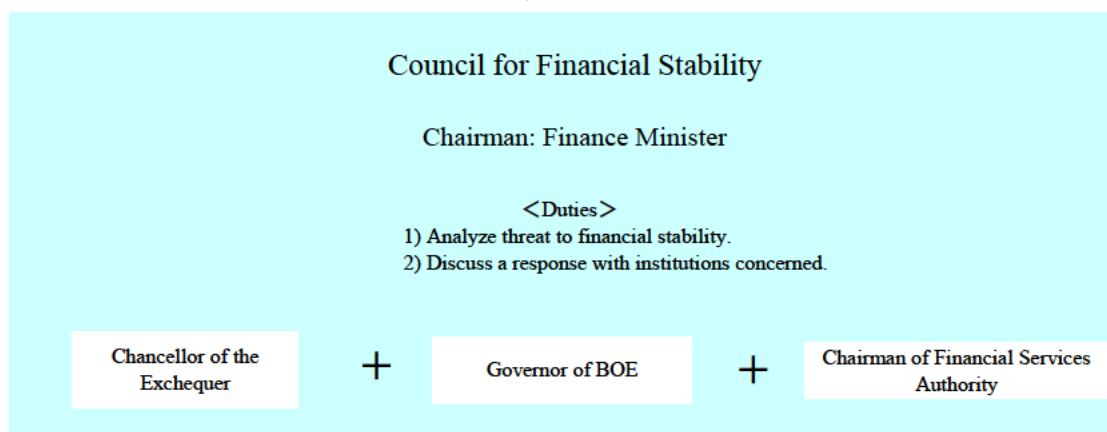 Council for Financial Stability
Chairman: Finance Minister
＜Duties＞
1) Analyze threat to financial stability.
2) Discuss a response with institutions concerned.
Chancellor of the
Exchequer
+
Governor of BOE
+
Chairman of Financial Services
Authority